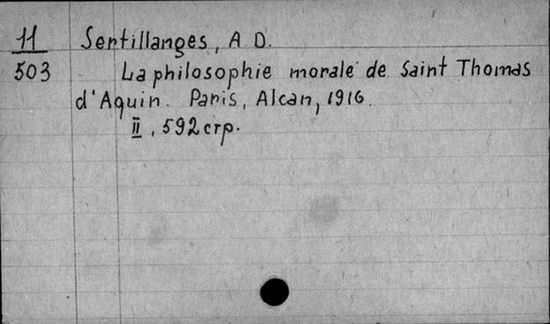 11 Sertillanges, A D.
503 La philosophie morale de Saint Thomas
d'Aquin. Paris, Alcan, 1916.
II, 592 стр.